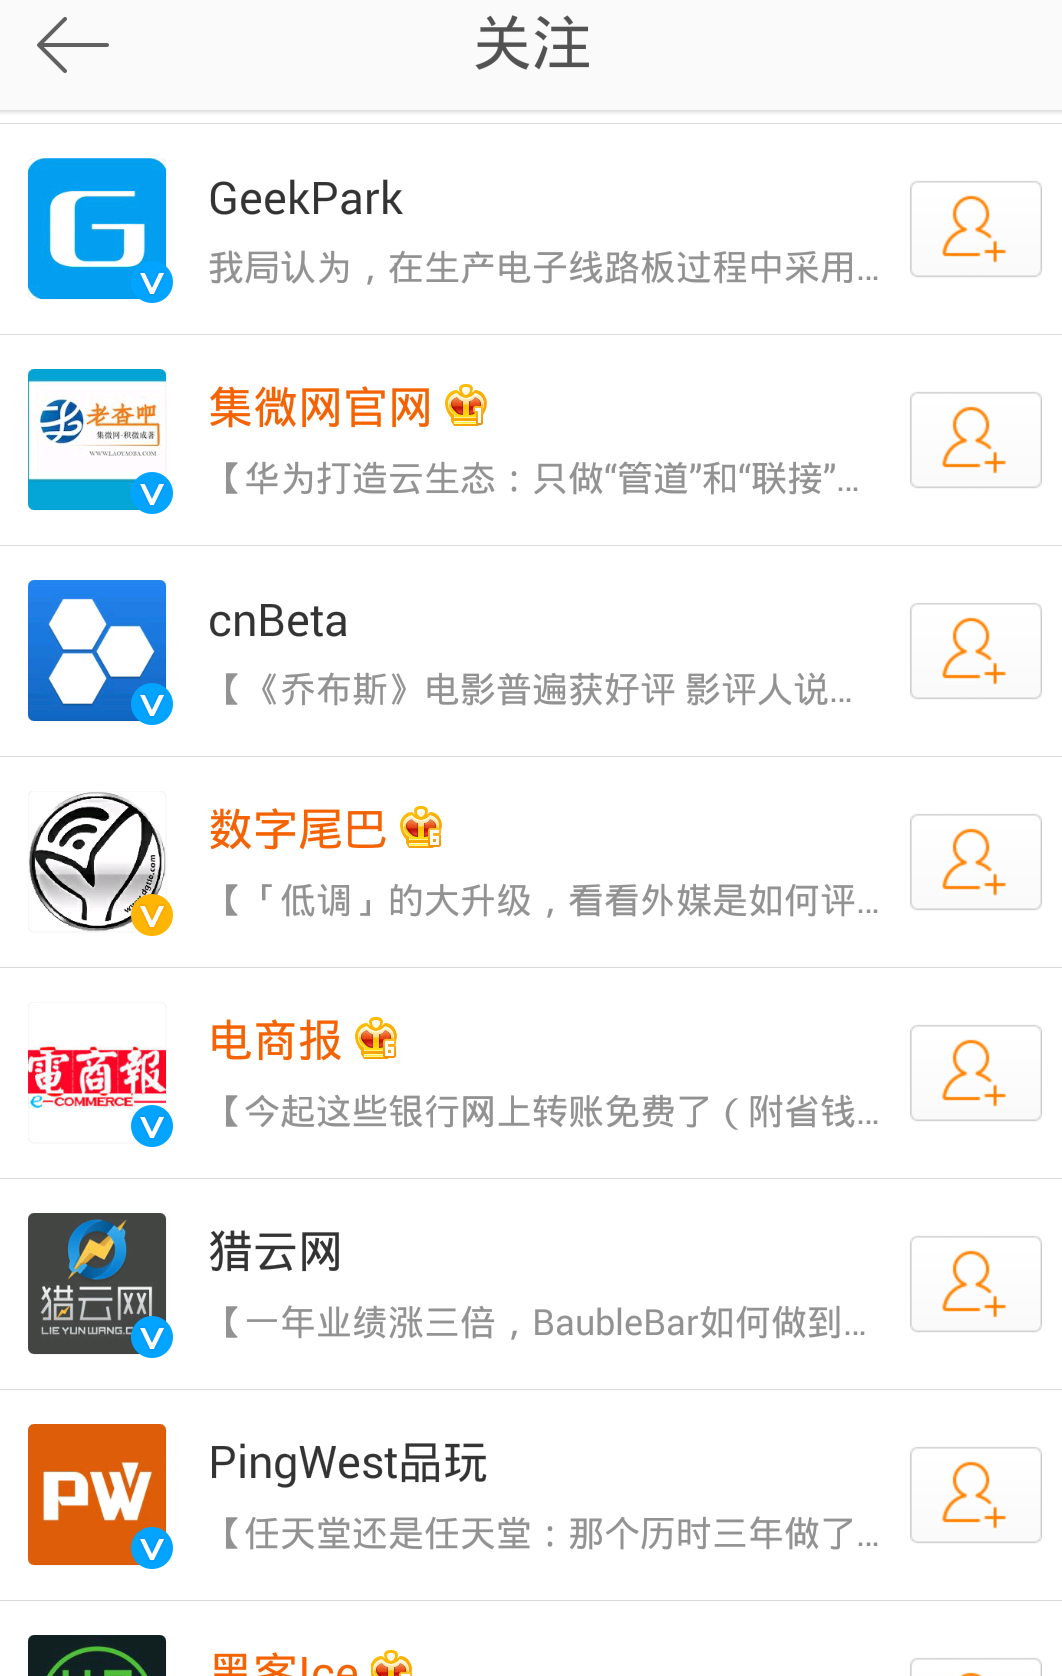 关注
GeekPark
我局认为，在生产电子线路板过程中采用...
集微网官网
老杏吧
集微网·积微成著
WWW.LAOYAOBA.COM
【华为打造云生态：只做“管道”和“联接”...
cnBeta
【《乔布斯》电影普遍获好评 影评人说...
数字尾巴
6
【「低调」的大升级，看看外媒是如何评...
电商报
6
電商報
e-COMMERCE
【今起这些银行网上转账免费了（附省钱...
猎云网
猎云网
LIEYUNWANG.C
【一年业绩涨三倍，BaubleBar如何做到...
PingWest品玩
PW
【任天堂还是任天堂：那个历时三年做了...
黑客Ice